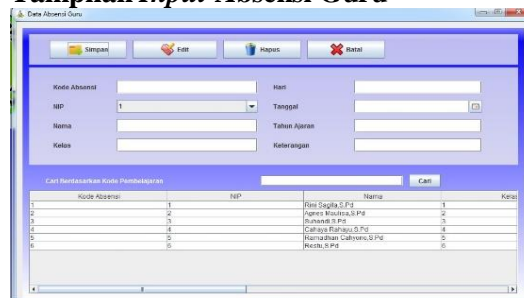 Tampilan Input Absensi Guru
Data Absensi Guru
Simpan Edit Hapus Batal
Kode Absensi Hari
NIP 1 Tanggal
Nama Tahun Ajaran
Kelas Keterangan
Cari Berdasarkan Kode Pembelajaran Cari
Kode Absensi NIP Nama Kelas
1 1 Rini Sagita,S.Pd 1
2 2 Agnes Maulisa,S.Pd 2
3 3 Suhandi,S.Pd 3
4 4 Cahaya Rahayu,S.Pd 4
5 5 Ramadhan Cahyono,S.Pd 5
6 6 Restu,S.Pd 6